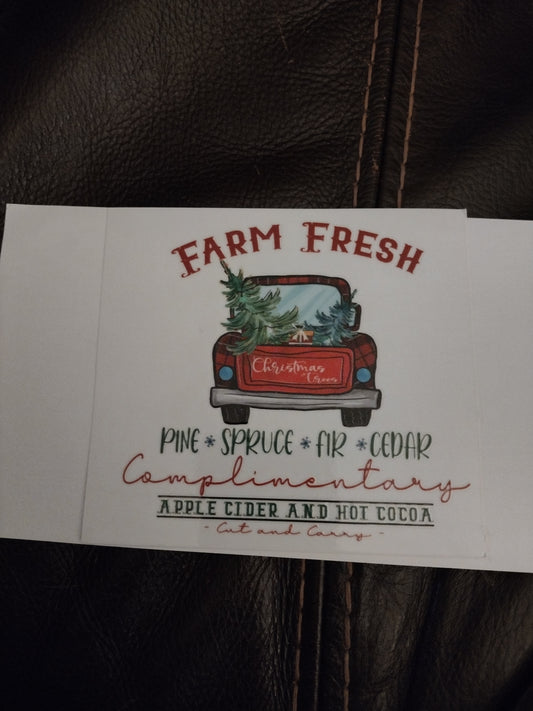 FARM FRESH
Christmas
Trees
PINE * SPRUCE * FIR * CEDAR
Complimentary
APPLE CIDER AND HOT COCOA
- Cut and Carry -